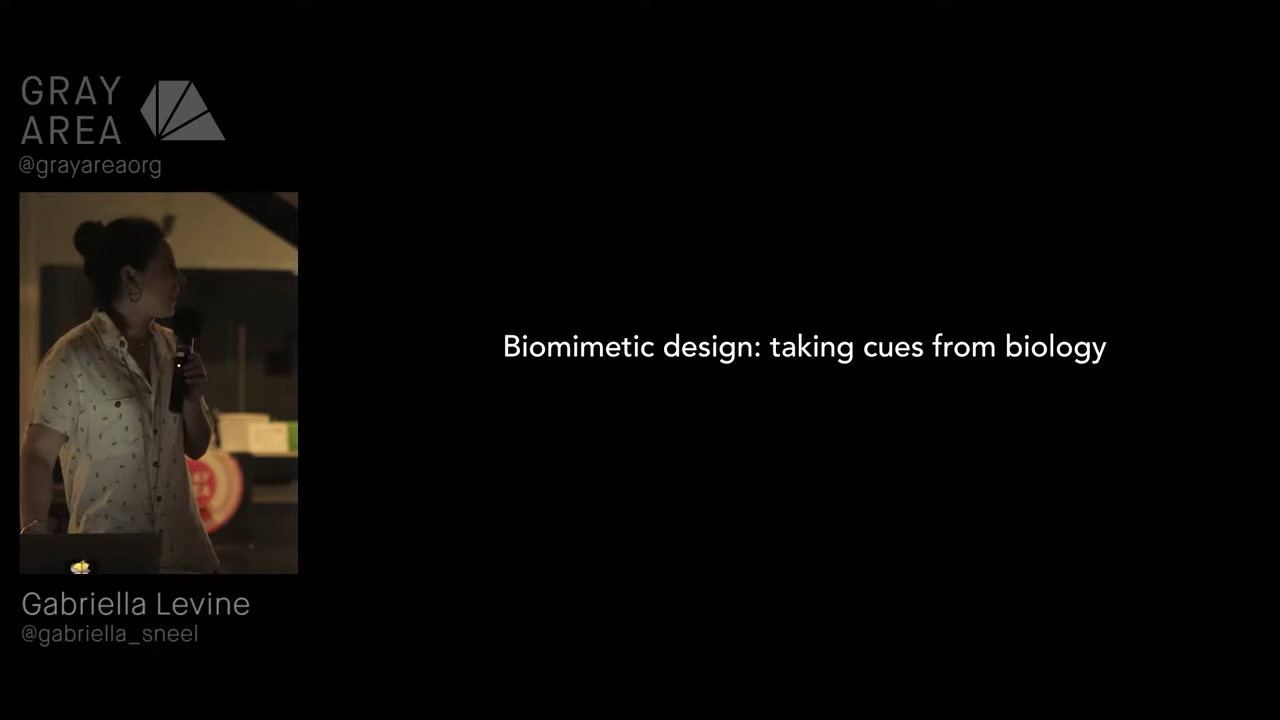 GRAY
AREA
@grayareaorg
Biomimetic design: taking cues from biology
Gabriella Levine
@gabriella_sneel